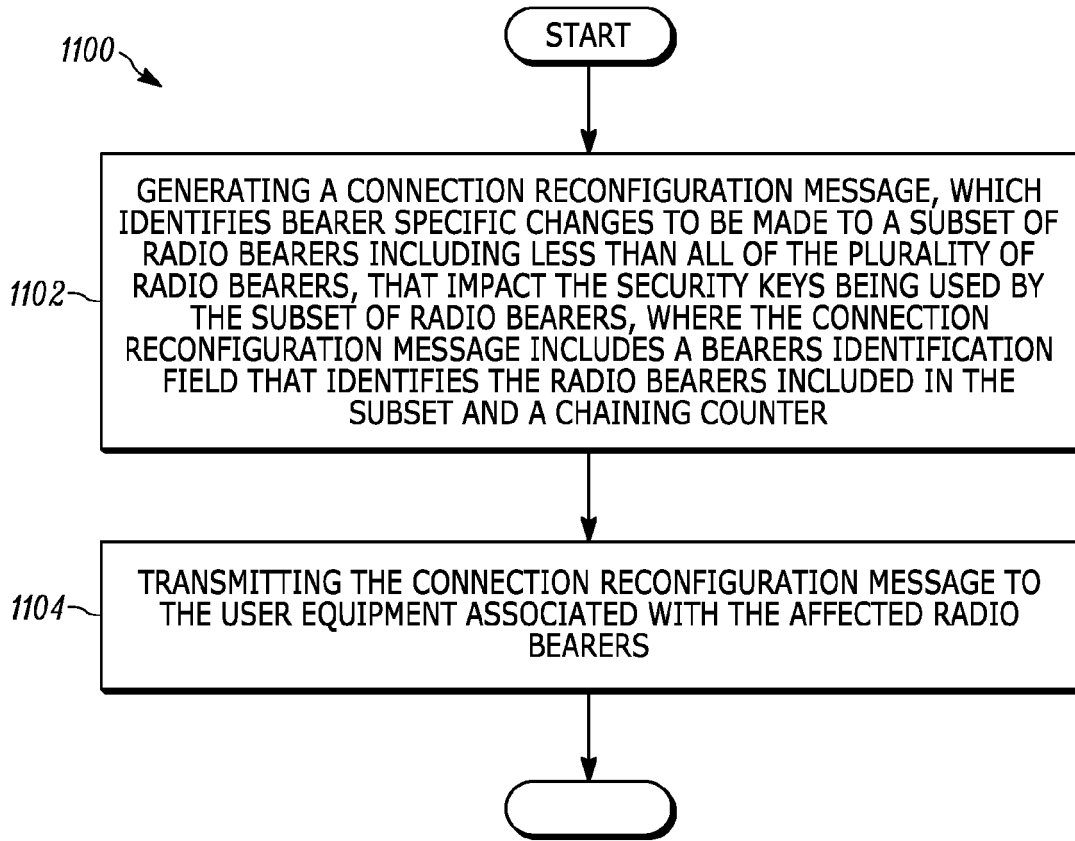 START
1100
GENERATING A CONNECTION RECONFIGURATION MESSAGE, WHICH
IDENTIFIES BEARER SPECIFIC CHANGES TO BE MADE TO A SUBSET OF
RADIO BEARERS INCLUDING LESS THAN ALL OF THE PLURALITY OF
RADIO BEARERS, THAT IMPACT THE SECURITY KEYS BEING USED BY
THE SUBSET OF RADIO BEARERS, WHERE THE CONNECTION
RECONFIGURATION MESSAGE INCLUDES A BEARERS IDENTIFICATION
FIELD THAT IDENTIFIES THE RADIO BEARERS INCLUDED IN THE
SUBSET AND A CHAINING COUNTER
1102
TRANSMITTING THE CONNECTION RECONFIGURATION MESSAGE TO
THE USER EQUIPMENT ASSOCIATED WITH THE AFFECTED RADIO
BEARERS
1104